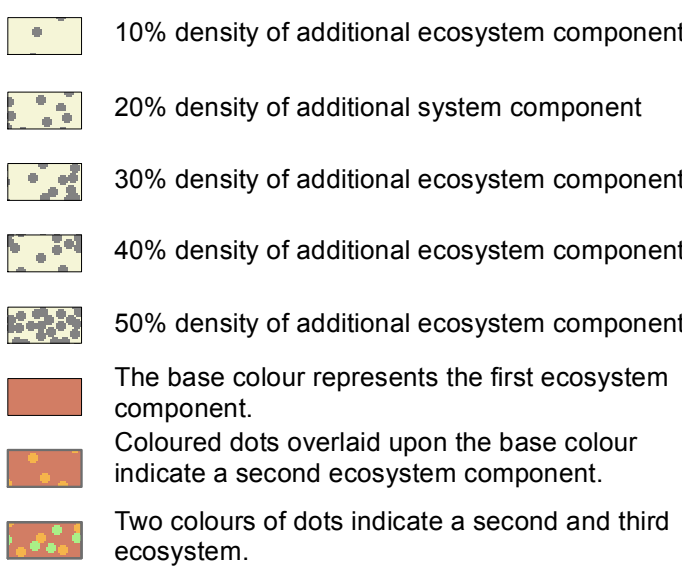 10% density of additional ecosystem component
20% density of additional system component
30% density of additional ecosystem component
40% density of additional ecosystem component
50% density of additional ecosystem component
The base colour represents the first ecosystem
component.
Coloured dots overlaid upon the base colour
indicate a second ecosystem component.
Two colours of dots indicate a second and third
ecosystem.